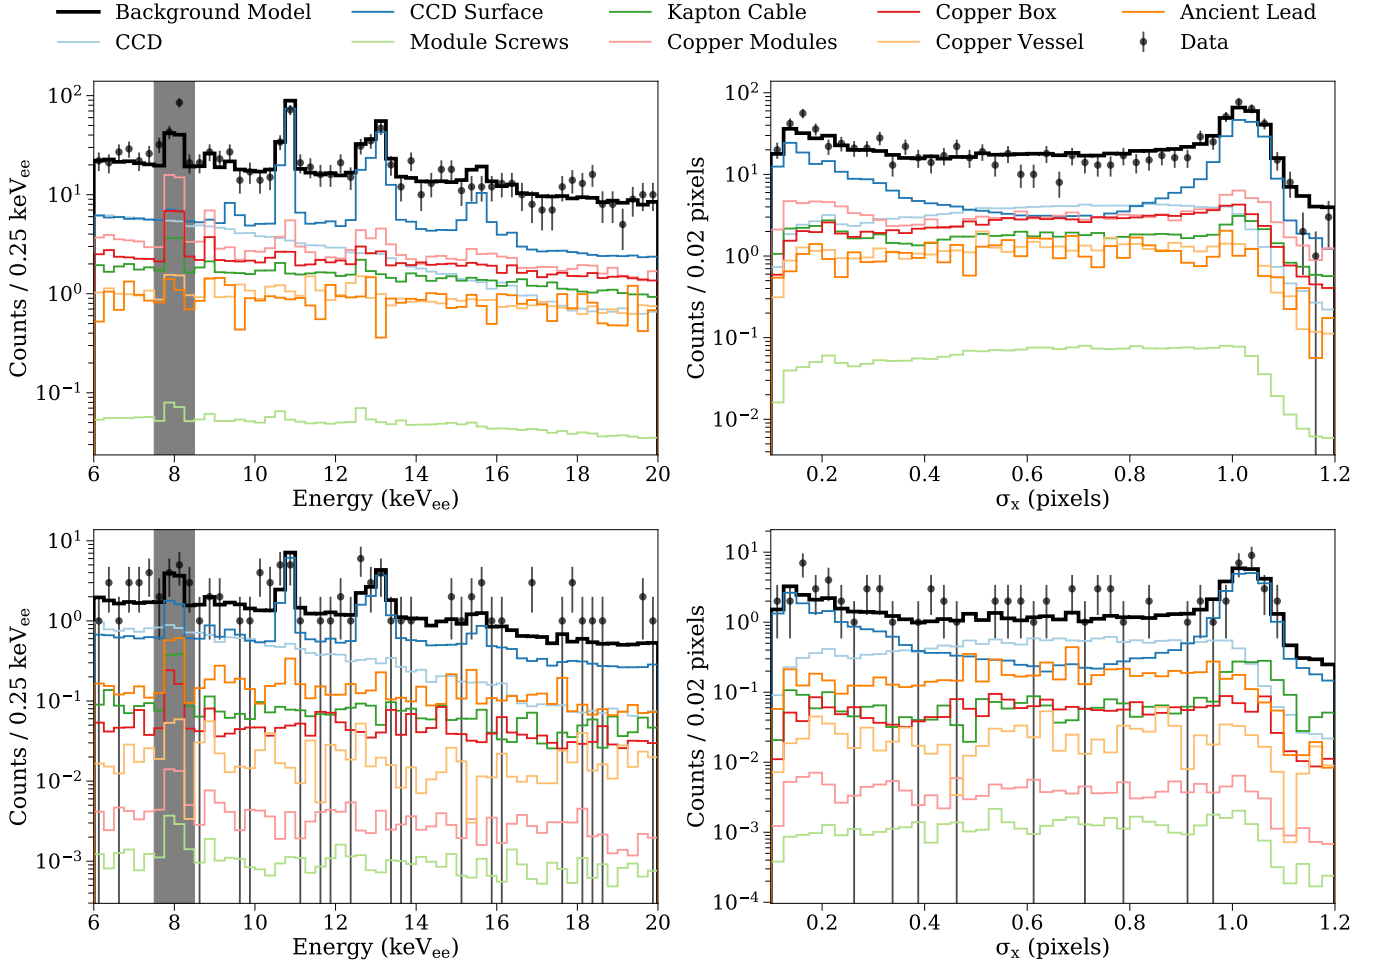 Background Model CCD Surface Kapton Cable Copper Box Ancient Lead
CCD Module Screws Copper Modules Copper Vessel Data
Counts / 0.25 keVee
10² 10¹ 10⁰ 10⁻¹
6 8 10 12 14 16 18 20
Energy (keVee)
Counts / 0.02 pixels
10² 10¹ 10⁰ 10⁻¹ 10⁻²
0.2 0.4 0.6 0.8 1.0 1.2
σx (pixels)
Counts / 0.25 keVee
10¹ 10⁰ 10⁻¹ 10⁻² 10⁻³
6 8 10 12 14 16 18 20
Energy (keVee)
Counts / 0.02 pixels
10¹ 10⁰ 10⁻¹ 10⁻² 10⁻³ 10⁻⁴
0.2 0.4 0.6 0.8 1.0 1.2
σx (pixels)